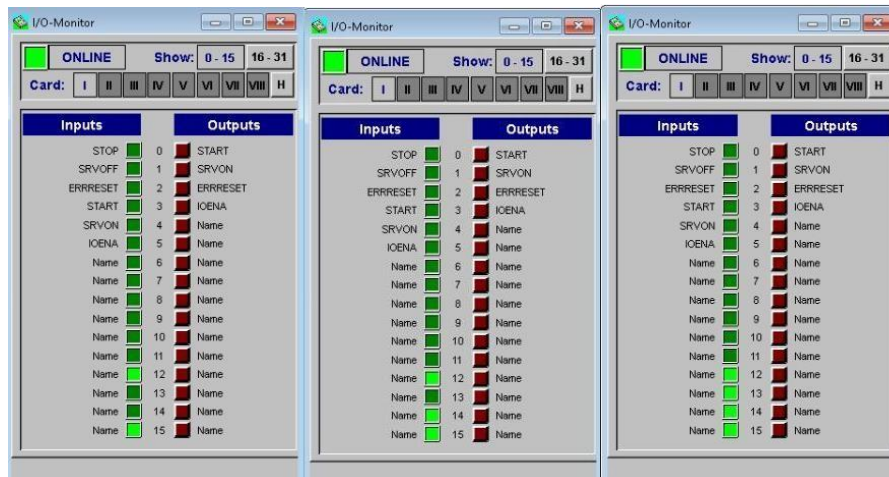 I/O-Monitor
ONLINE Show: 0 - 15 16 - 31
Card: I II III IV V VI VII VIII H
Inputs Outputs
STOP 0 START
SRVOFF 1 SRVON
ERRRESET 2 ERRRESET
START 3 IOENA
SRVON 4 Name
IOENA 5 Name
Name 6 Name
Name 7 Name
Name 8 Name
Name 9 Name
Name 10 Name
Name 11 Name
Name 12 Name
Name 13 Name
Name 14 Name
Name 15 Name
I/O-Monitor
ONLINE Show: 0 - 15 16 - 31
Card: I II III IV V VI VII VIII H
Inputs Outputs
STOP 0 START
SRVOFF 1 SRVON
ERRRESET 2 ERRRESET
START 3 IOENA
SRVON 4 Name
IOENA 5 Name
Name 6 Name
Name 7 Name
Name 8 Name
Name 9 Name
Name 10 Name
Name 11 Name
Name 12 Name
Name 13 Name
Name 14 Name
Name 15 Name
I/O-Monitor
ONLINE Show: 0 - 15 16 - 31
Card: I II III IV V VI VII VIII H
Inputs Outputs
STOP 0 START
SRVOFF 1 SRVON
ERRRESET 2 ERRRESET
START 3 IOENA
SRVON 4 Name
IOENA 5 Name
Name 6 Name
Name 7 Name
Name 8 Name
Name 9 Name
Name 10 Name
Name 11 Name
Name 12 Name
Name 13 Name
Name 14 Name
Name 15 Name